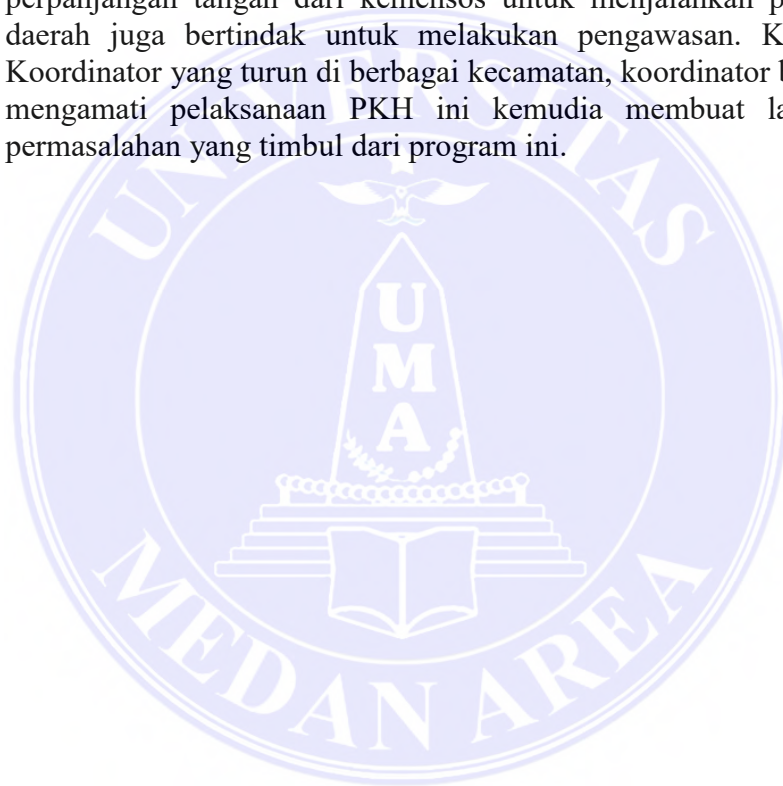 perpanjangan tangan dari kemensos untuk menjalankan p
daerah juga bertindak untuk melakukan pengawasan. K
Koordinator yang turun di berbagai kecamatan, koordinator b
mengamati pelaksanaan PKH ini kemudia membuat la
permasalahan yang timbul dari program ini.
UNIVERSITAS
UMA
MEDAN AREA